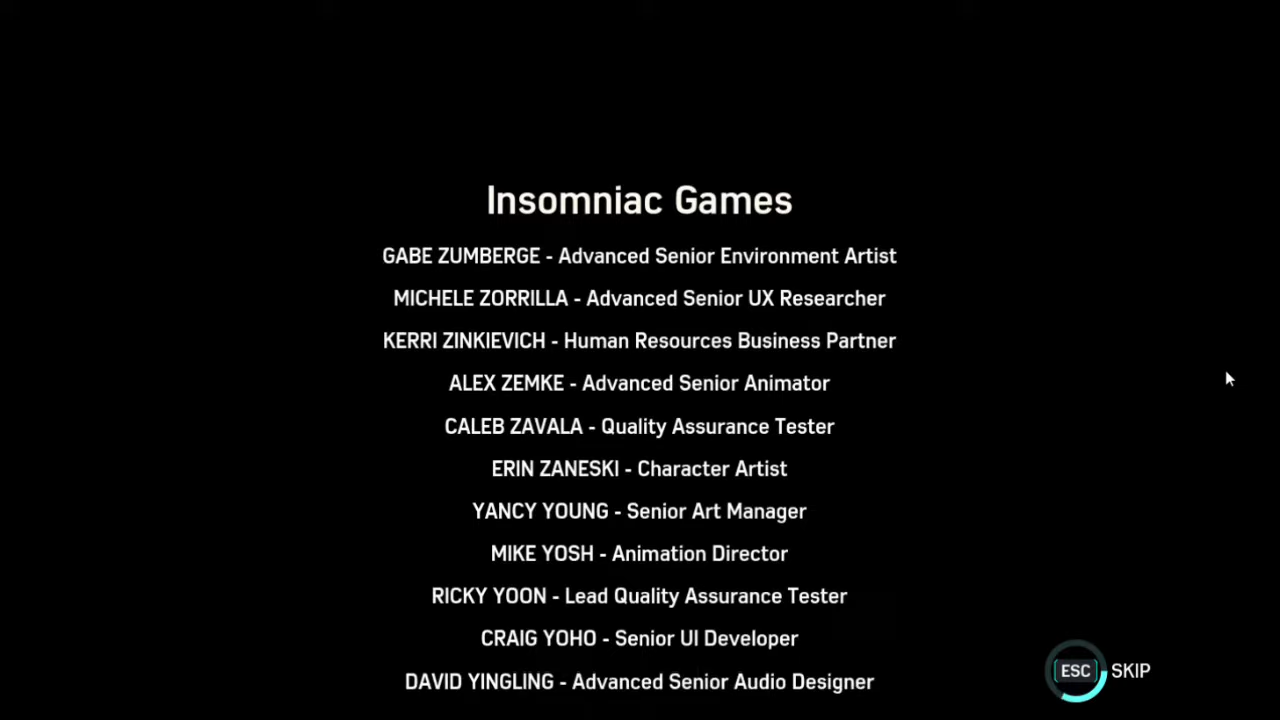 Insomniac Games
GABE ZUMBERGE - Advanced Senior Environment Artist
MICHELE ZORRILLA - Advanced Senior UX Researcher
KERRI ZINKIEVICH - Human Resources Business Partner
ALEX ZEMKE - Advanced Senior Animator
CALEB ZAVALA - Quality Assurance Tester
ERIN ZANESKI - Character Artist
YANCY YOUNG - Senior Art Manager
MIKE YOSH - Animation Director
RICKY YOON - Lead Quality Assurance Tester
CRAIG YOHO - Senior UI Developer
DAVID YINGLING - Advanced Senior Audio Designer
ESC SKIP